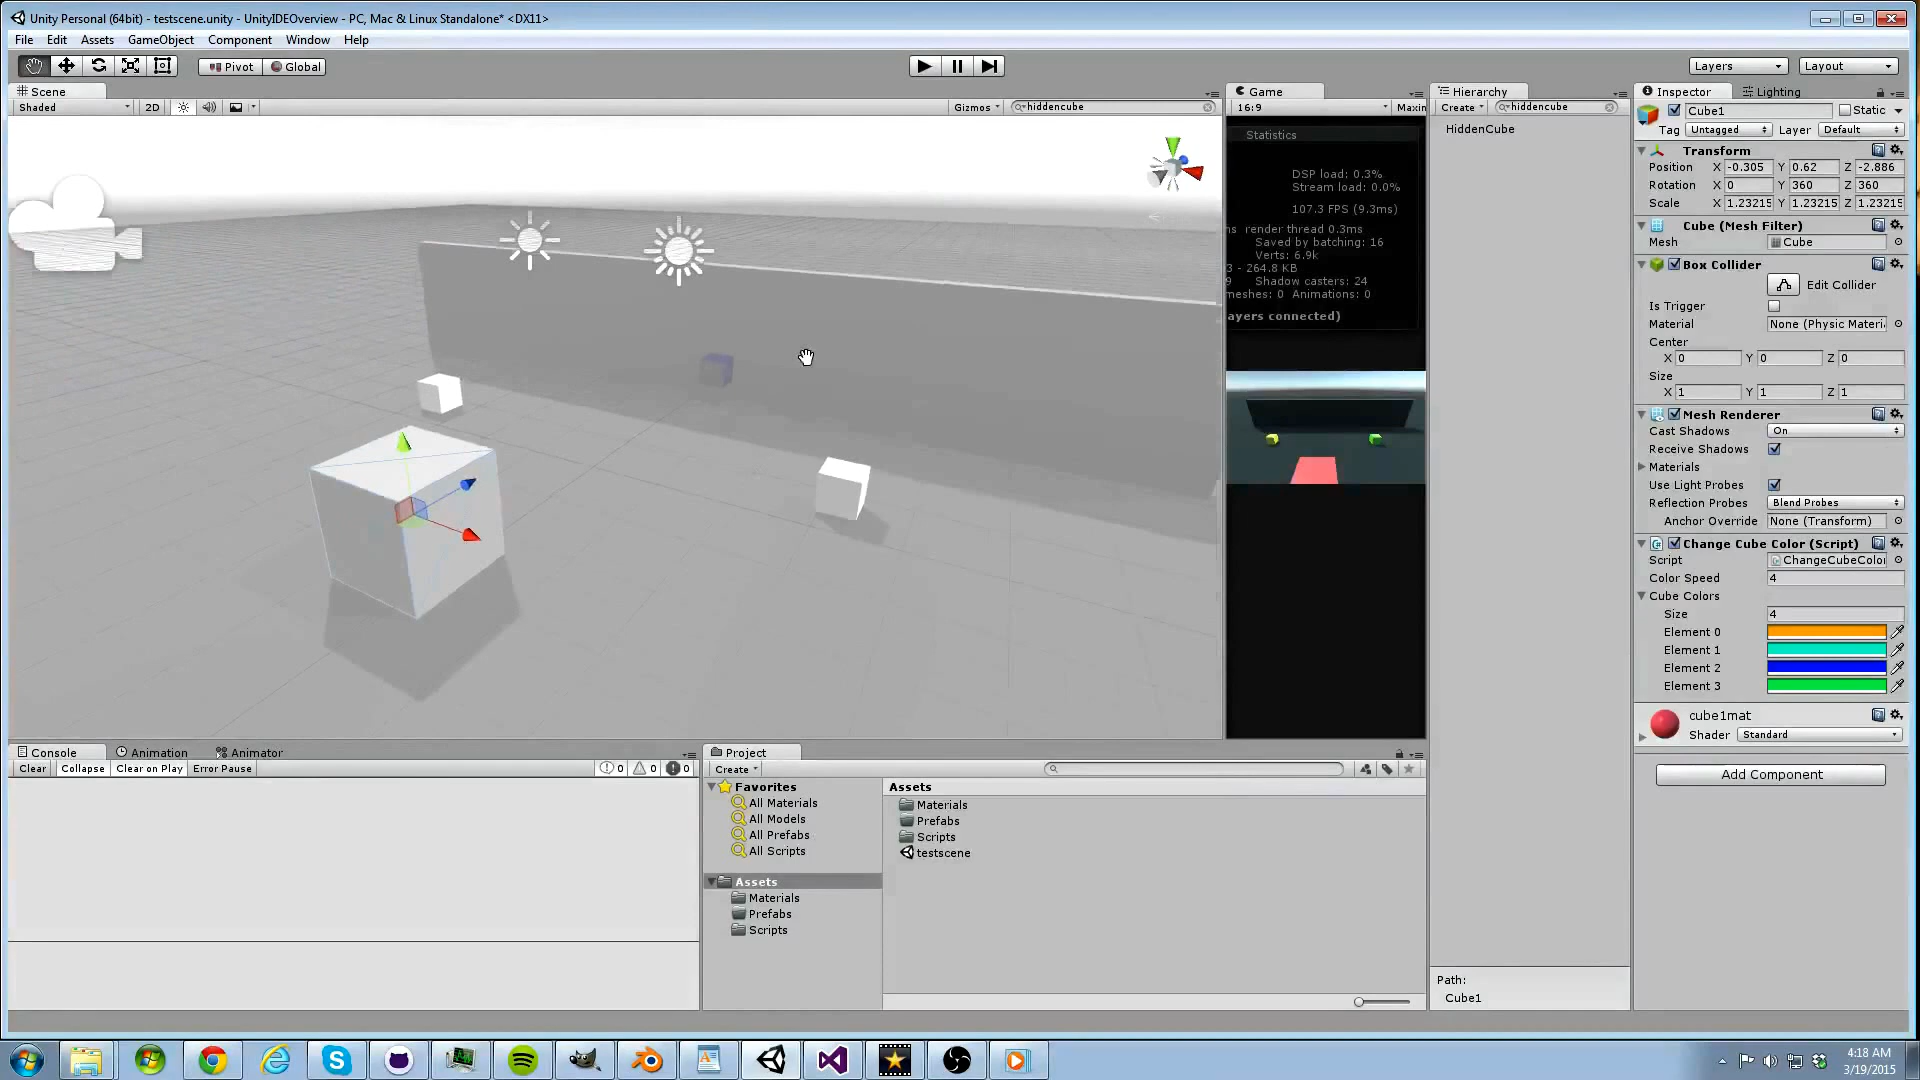 Unity Personal (64bit) - testscene.unity - UnityIDEOverview - PC, Mac & Linux Standalone* <DX11>
File Edit Assets GameObject Component Window Help
Pivot Global Layers Layout
Scene
Shaded 2D Gizmos hiddencube
Game
16:9 Maxin
Statistics
DSP load: 0.3%
Stream load: 0.0%
107.3 FPS (9.3ms)
render thread 0.3ms
Saved by batching: 16
Verts: 6.9k
3 - 264.8 KB
Shadow casters: 24
meshes: 0 Animations: 0
ayers connected)
Hierarchy
Create hiddencube
HiddenCube
Path:
Cube1
Inspector Lighting
Cube1 Static
Tag Untagged Layer Default
Transform
Position X -0.305 Y 0.62 Z -2.886
Rotation X 0 Y 360 Z 360
Scale X 1.23215 Y 1.23215 Z 1.23215
Cube (Mesh Filter)
Mesh Cube
Box Collider
Edit Collider
Is Trigger
Material None (Physic Materi
Center
X 0 Y 0 Z 0
Size
X 1 Y 1 Z 1
Mesh Renderer
Cast Shadows On
Receive Shadows
Materials
Use Light Probes
Reflection Probes Blend Probes
Anchor Override None (Transform)
Change Cube Color (Script)
Script ChangeCubeColor
Color Speed 4
Cube Colors
Size 4
Element 0
Element 1
Element 2
Element 3
cube1mat
Shader Standard
Add Component
Console Animation Animator
Clear Collapse Clear on Play Error Pause 0 0 0
Project
Create
Favorites
All Materials
All Models
All Prefabs
All Scripts
Assets
Materials
Prefabs
Scripts
Assets
Materials
Prefabs
Scripts
testscene
4:18 AM
3/19/2015